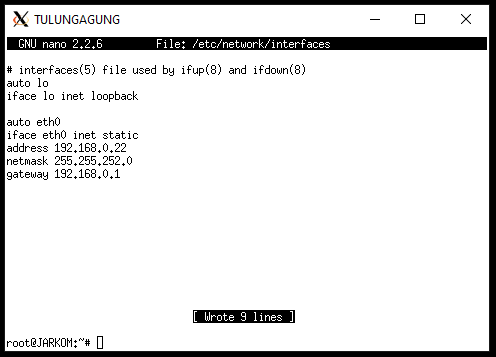 TULUNGAGUNG
GNU nano 2.2.6 File: /etc/network/interfaces
# interfaces(5) file used by ifup(8) and ifdown(8)
auto lo
iface lo inet loopback
auto eth0
iface eth0 inet static
address 192.168.0.22
netmask 255.255.252.0
gateway 192.168.0.1
[ Wrote 9 lines ]
root@JARKOM:~#